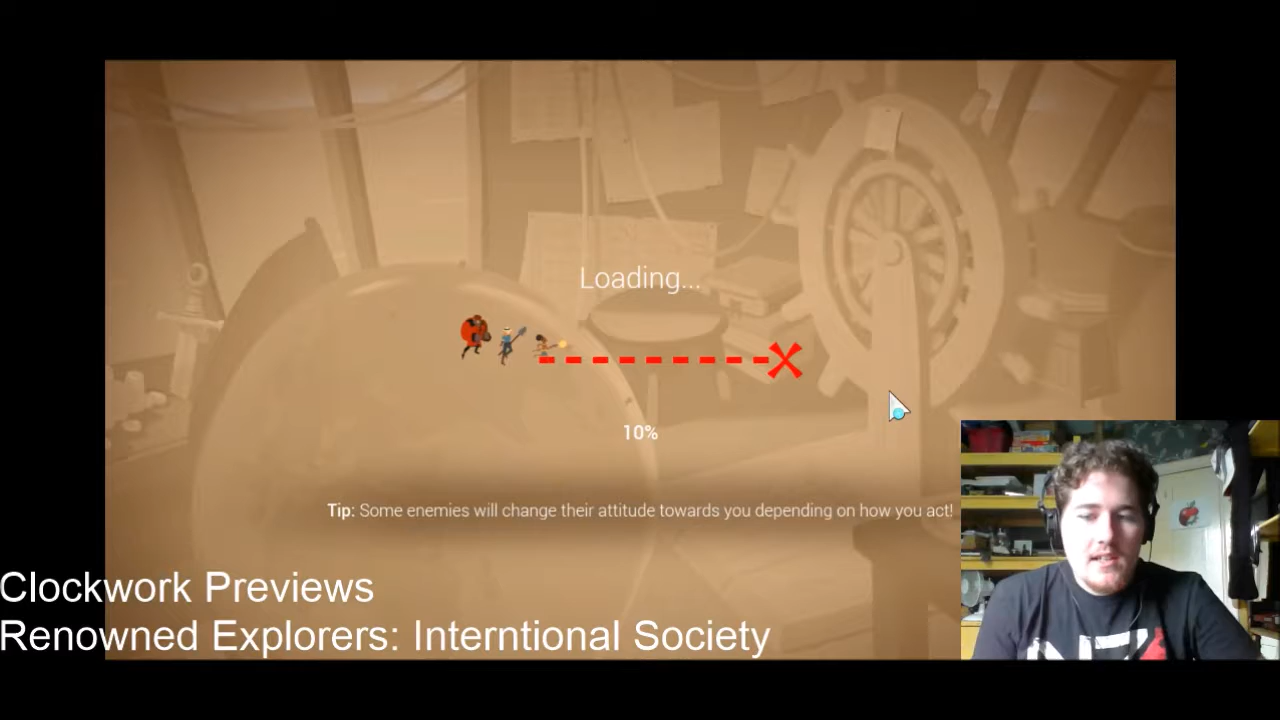 Loading...
10%
Tip: Some enemies will change their attitude towards you depending on how you act!
Clockwork Previews
Renowned Explorers: Interntional Society